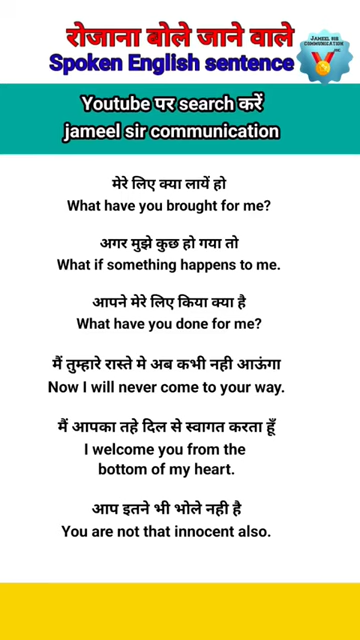 रोजाना बोले जाने वाले
Spoken English sentence
JAMEEL SIR
COMMUNICATION
Youtube पर search करें
jameel sir communication
मेरे लिए क्या लायें हो
What have you brought for me?
अगर मुझे कुछ हो गया तो
What if something happens to me.
आपने मेरे लिए किया क्या है
What have you done for me?
मैं तुम्हारे रास्ते मे अब कभी नही आऊंगा
Now I will never come to your way.
मैं आपका तहे दिल से स्वागत करता हूँ
I welcome you from the
bottom of my heart.
आप इतने भी भोले नही है
You are not that innocent also.